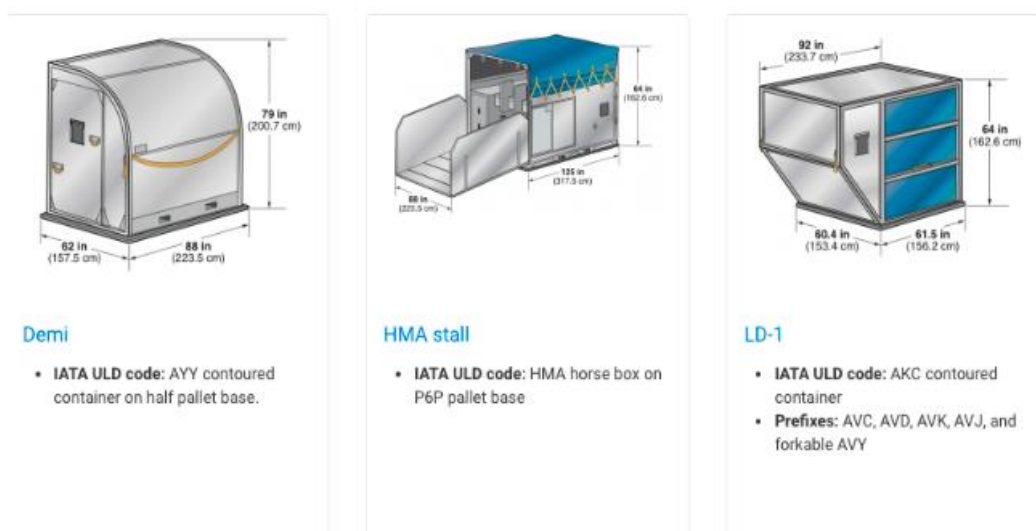 79 in
(200.7 cm)
62 in
(157.5 cm)
88 in
(223.5 cm)
Demi
• IATA ULD code: AYY contoured
container on half pallet base.
64 in
(162.6 cm)
125 in
(317.5 cm)
88 in
(223.5 cm)
HMA stall
• IATA ULD code: HMA horse box on
P6P pallet base
92 in
(233.7 cm)
64 in
(162.6 cm)
60.4 in
(153.4 cm)
61.5 in
(156.2 cm)
LD-1
• IATA ULD code: AKC contoured
container
• Prefixes: AVC, AVD, AVK, AVJ, and
forkable AVY